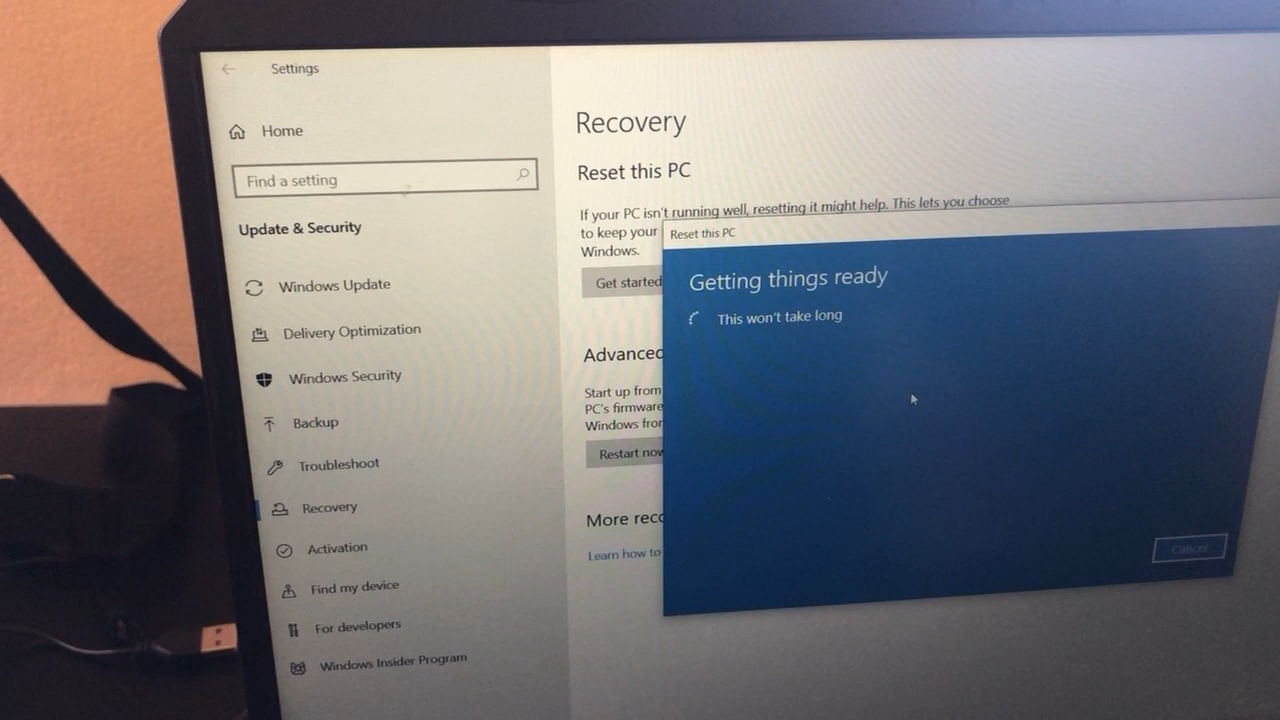 Settings
Home
Find a setting
Update & Security
Windows Update
Delivery Optimization
Windows Security
Backup
Troubleshoot
Recovery
Activation
Find my device
For developers
Windows Insider Program
Recovery
Reset this PC
If your PC isn't running well, resetting it might help. This lets you choose
to keep your
Windows.
Get started
Advanced
Start up from
PC's firmware
Windows from
Restart now
More reco
Learn how to
Reset this PC
Getting things ready
This won't take long
Cancel